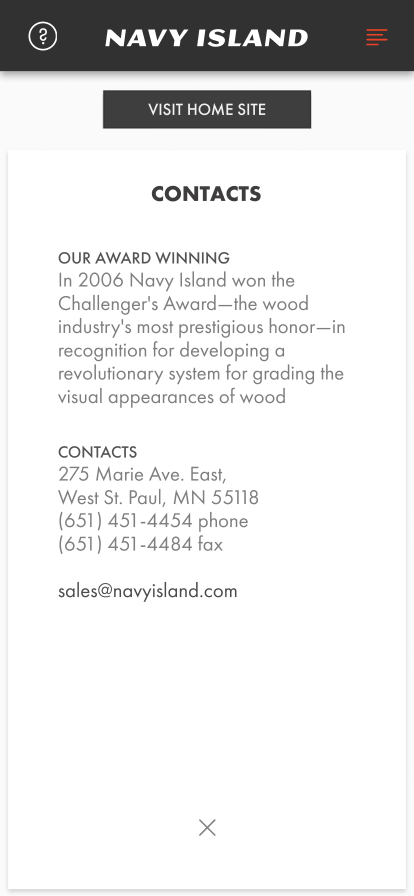 NAVY ISLAND
VISIT HOME SITE
CONTACTS
OUR AWARD WINNING
In 2006 Navy Island won the
Challenger's Award—the wood
industry's most prestigious honor—in
recognition for developing a
revolutionary system for grading the
visual appearances of wood
CONTACTS
275 Marie Ave. East,
West St. Paul, MN 55118
(651) 451-4454 phone
(651) 451-4484 fax
sales@navyisland.com